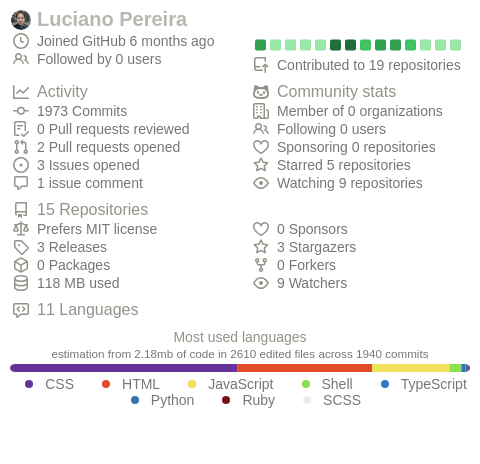 Luciano Pereira
Joined GitHub 6 months ago
Followed by 0 users
Contributed to 19 repositories
Activity
1973 Commits
0 Pull requests reviewed
2 Pull requests opened
3 Issues opened
1 issue comment
Community stats
Member of 0 organizations
Following 0 users
Sponsoring 0 repositories
Starred 5 repositories
Watching 9 repositories
15 Repositories
Prefers MIT license
3 Releases
0 Packages
118 MB used
0 Sponsors
3 Stargazers
0 Forkers
9 Watchers
11 Languages
Most used languages
estimation from 2.18mb of code in 2610 edited files across 1940 commits
CSS HTML JavaScript Shell TypeScript
Python Ruby SCSS